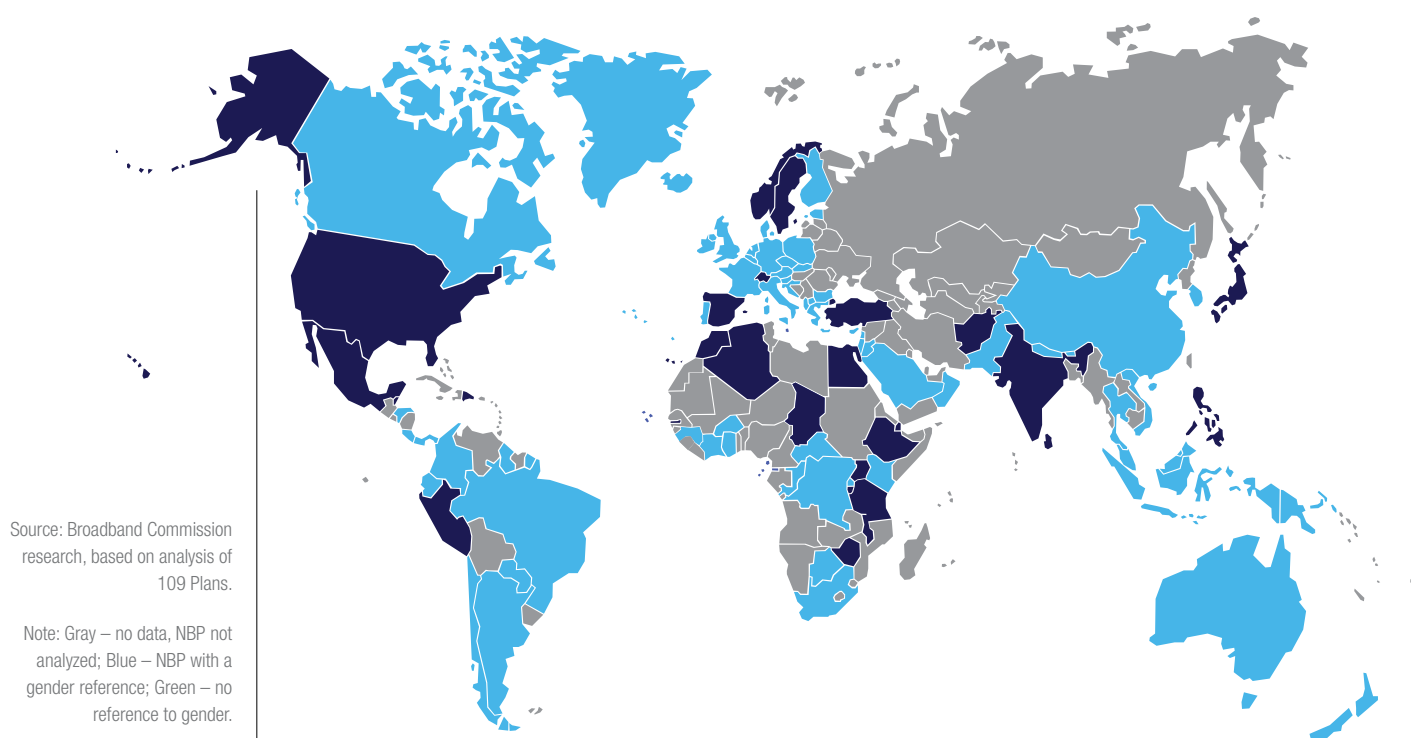 Source: Broadband Commission
research, based on analysis of
109 Plans.
Note: Gray – no data, NBP not
analyzed; Blue – NBP with a
gender reference; Green – no
reference to gender.